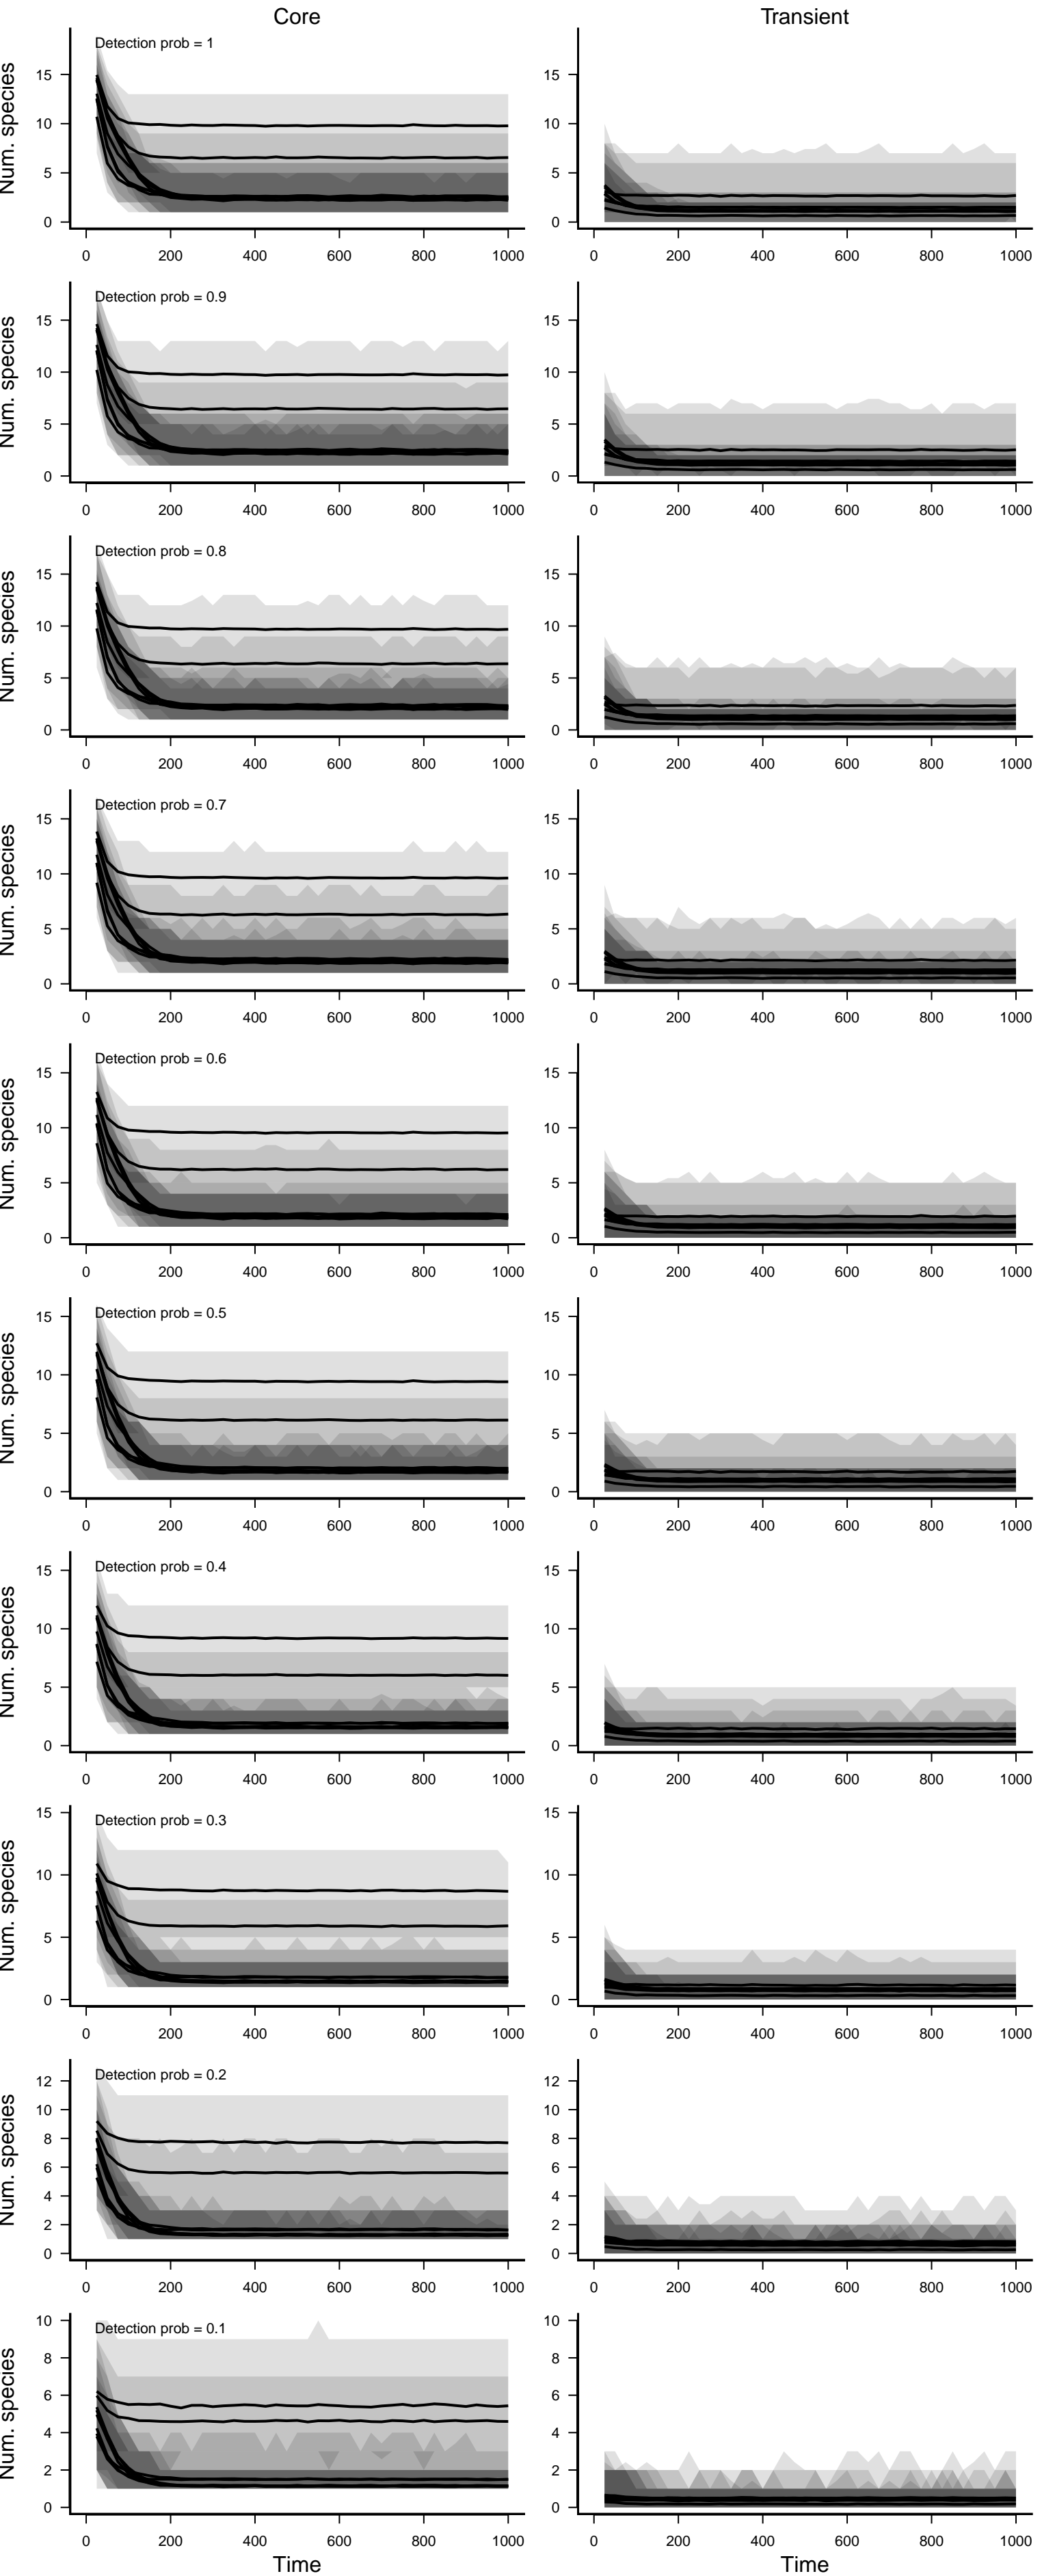 Core Transient
Detection prob = 1
Num. species
15 15
10 10
5 5
0 0
0 200 400 600 800 1000 0 200 400 600 800 1000
Detection prob = 0.9
Num. species
15 15
10 10
5 5
0 0
0 200 400 600 800 1000 0 200 400 600 800 1000
Detection prob = 0.8
Num. species
15 15
10 10
5 5
0 0
0 200 400 600 800 1000 0 200 400 600 800 1000
Detection prob = 0.7
Num. species
15 15
10 10
5 5
0 0
0 200 400 600 800 1000 0 200 400 600 800 1000
Detection prob = 0.6
Num. species
15 15
10 10
5 5
0 0
0 200 400 600 800 1000 0 200 400 600 800 1000
Detection prob = 0.5
Num. species
15 15
10 10
5 5
0 0
0 200 400 600 800 1000 0 200 400 600 800 1000
Detection prob = 0.4
Num. species
15 15
10 10
5 5
0 0
0 200 400 600 800 1000 0 200 400 600 800 1000
Detection prob = 0.3
Num. species
15 15
10 10
5 5
0 0
0 200 400 600 800 1000 0 200 400 600 800 1000
Detection prob = 0.2
Num. species
12 12
10 10
8 8
6 6
4 4
2 2
0 0
0 200 400 600 800 1000 0 200 400 600 800 1000
Detection prob = 0.1
Num. species
10 10
8 8
6 6
4 4
2 2
0 0
0 200 400 600 800 1000 0 200 400 600 800 1000
Time Time